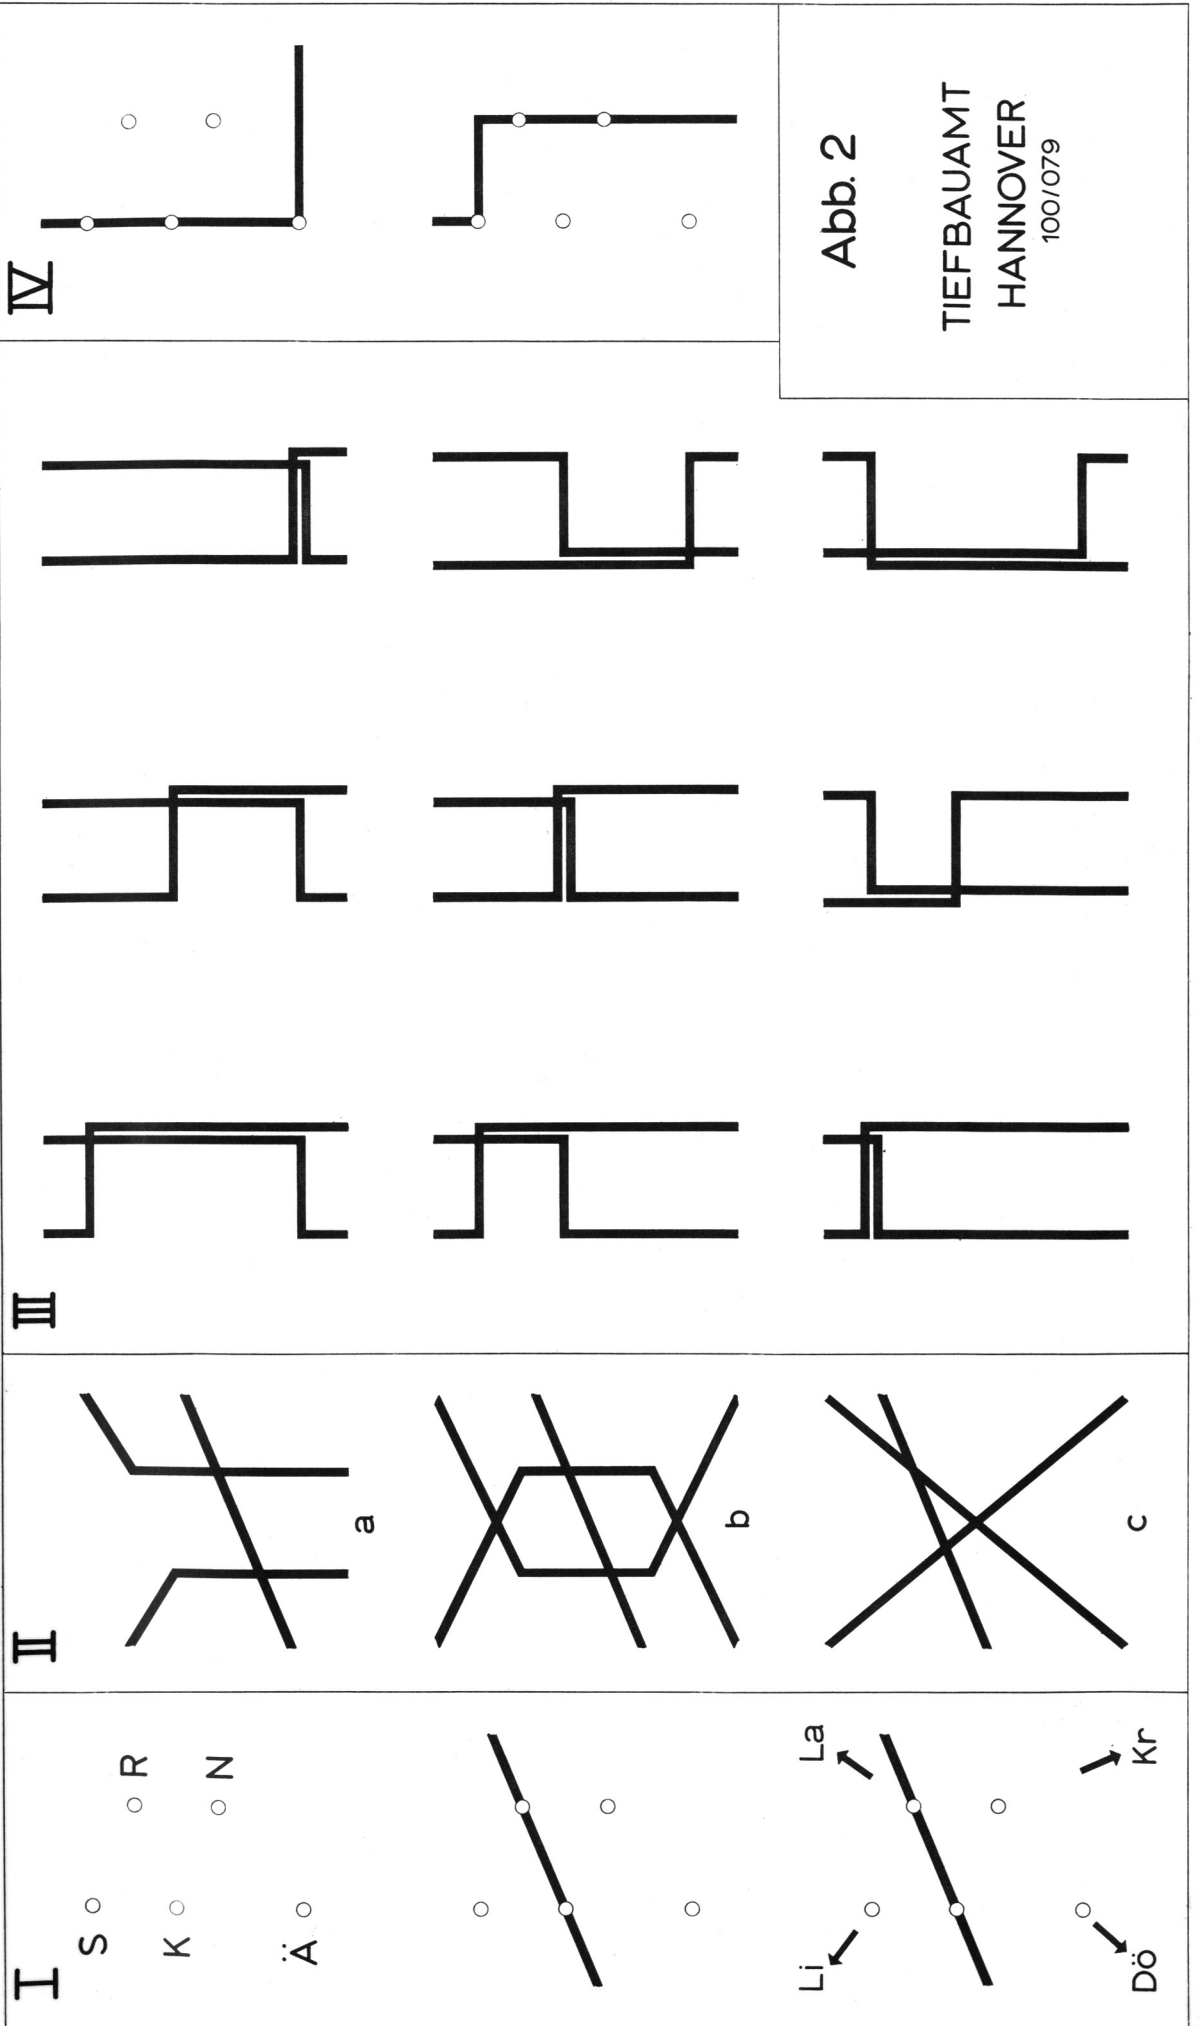 I
S
K
Ä
R
N
Li
La
Dö
Kr
II
a
b
c
III
IV
Abb. 2
TIEFBAUAMT
HANNOVER
100/079